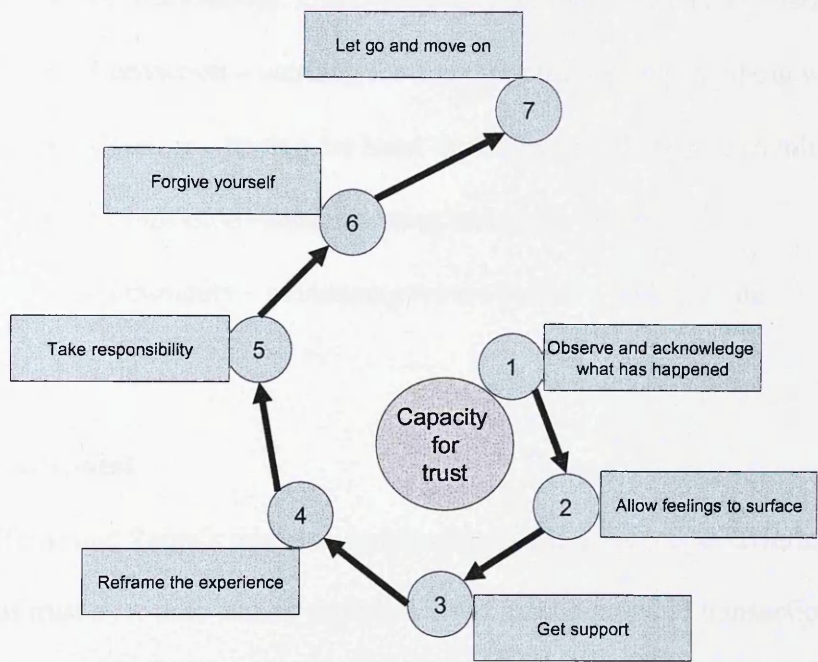 Let go and move on
7
Forgive yourself
6
Take responsibility
5
1
Observe and acknowledge
what has happened
Capacity
for
trust
2
Allow feelings to surface
4
Reframe the experience
3
Get support